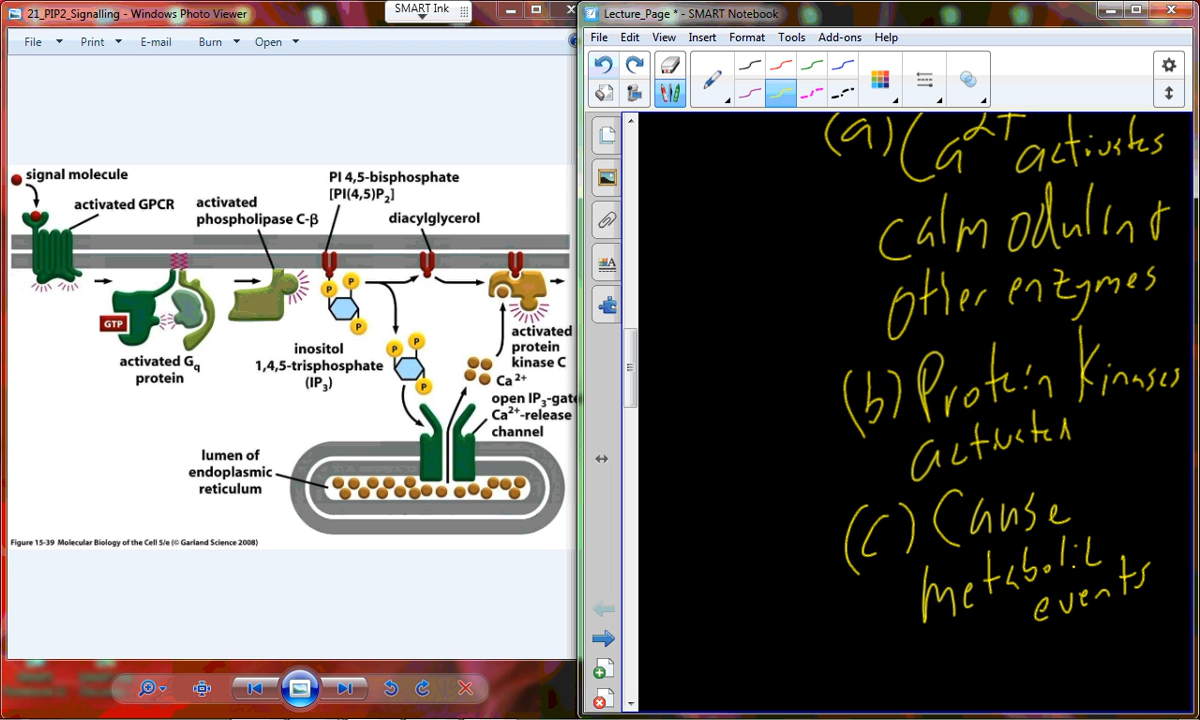 21_PIP2_Signalling - Windows Photo Viewer
File Print E-mail Burn Open
signal molecule
activated GPCR
activated
phospholipase C-β
PI 4,5-bisphosphate
[PI(4,5)P2]
diacylglycerol
GTP
activated Gq
protein
P
P
P
inositol
1,4,5-trisphosphate
(IP3)
P
P
P
activated
protein
kinase C
Ca2+
open IP3-gate
Ca2+-release
channel
lumen of
endoplasmic
reticulum
Figure 15-39 Molecular Biology of the Cell 5/e (© Garland Science 2008)
SMART Ink
Lecture_Page * - SMART Notebook
File Edit View Insert Format Tools Add-ons Help
(a) Ca2+ activates
calmodulin +
other enzymes
(b) Protein Kinases
activated
(c) Cause
metabolic
events